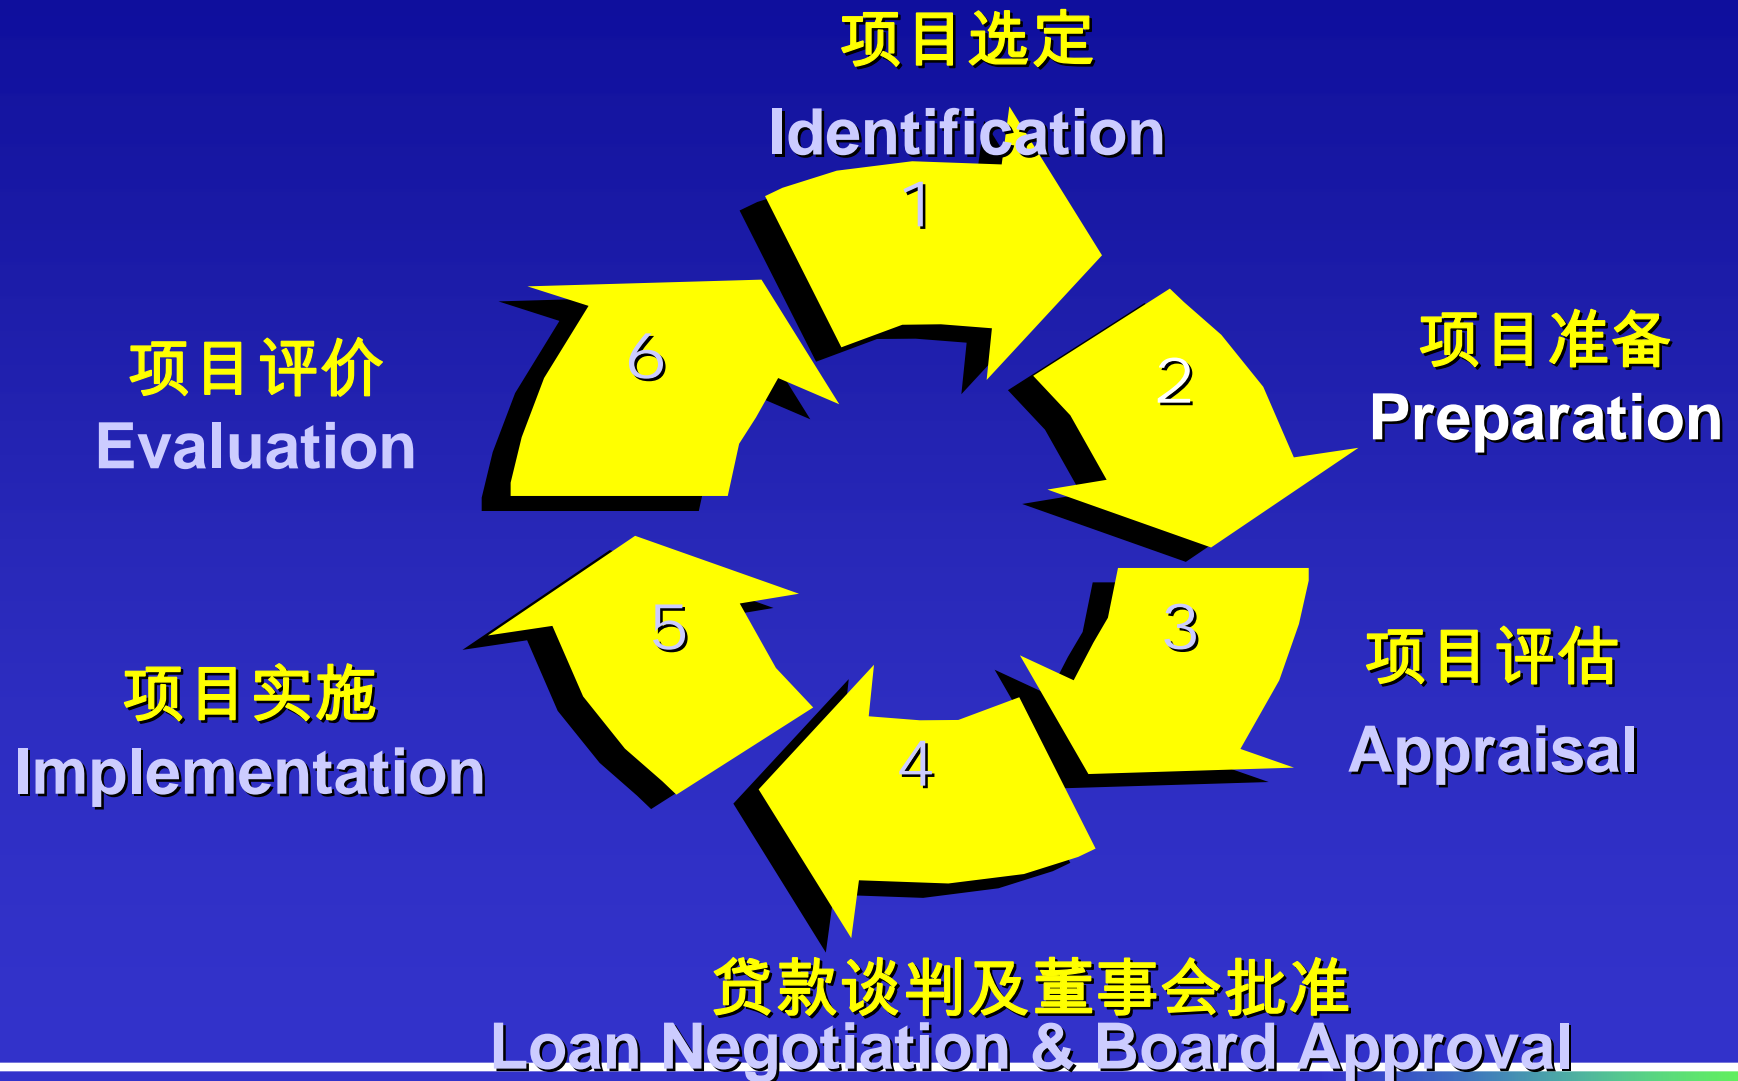 项目选定
Identification
1
2
项目准备
Preparation
3
项目评估
Appraisal
4
贷款谈判及董事会批准
Loan Negotiation & Board Approval
5
项目实施
Implementation
6
项目评价
Evaluation